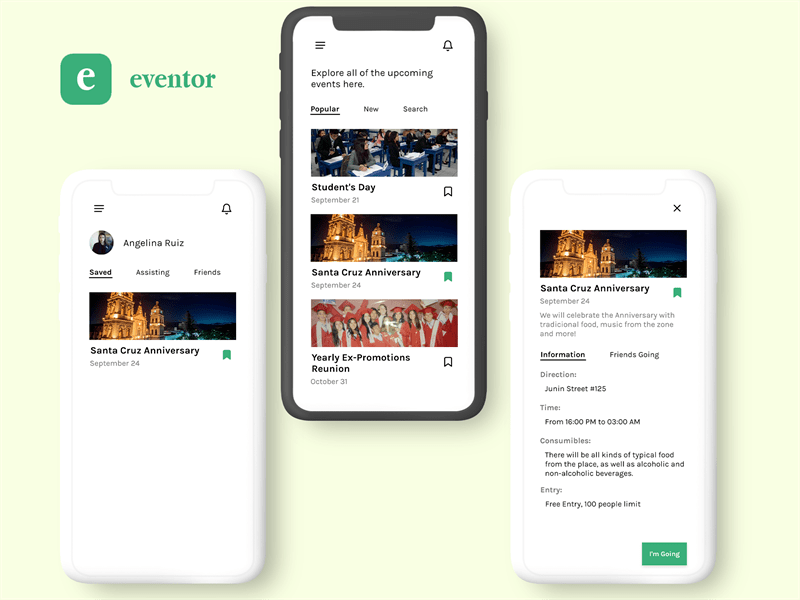 e
eventor
Angelina Ruiz
Saved
Assisting
Friends
Santa Cruz Anniversary
September 24
Explore all of the upcoming
events here.
Popular
New
Search
Student's Day
September 21
Santa Cruz Anniversary
September 24
Yearly Ex-Promotions
Reunion
October 31
Santa Cruz Anniversary
September 24
We will celebrate the Anniversary with
tradicional food, music from the zone
and more!
Information
Friends Going
Direction:
Junin Street #125
Time:
From 16:00 PM to 03:00 AM
Consumibles:
There will be all kinds of typical food
from the place, as well as alcoholic and
non-alcoholic beverages.
Entry:
Free Entry, 100 people limit
I'm Going